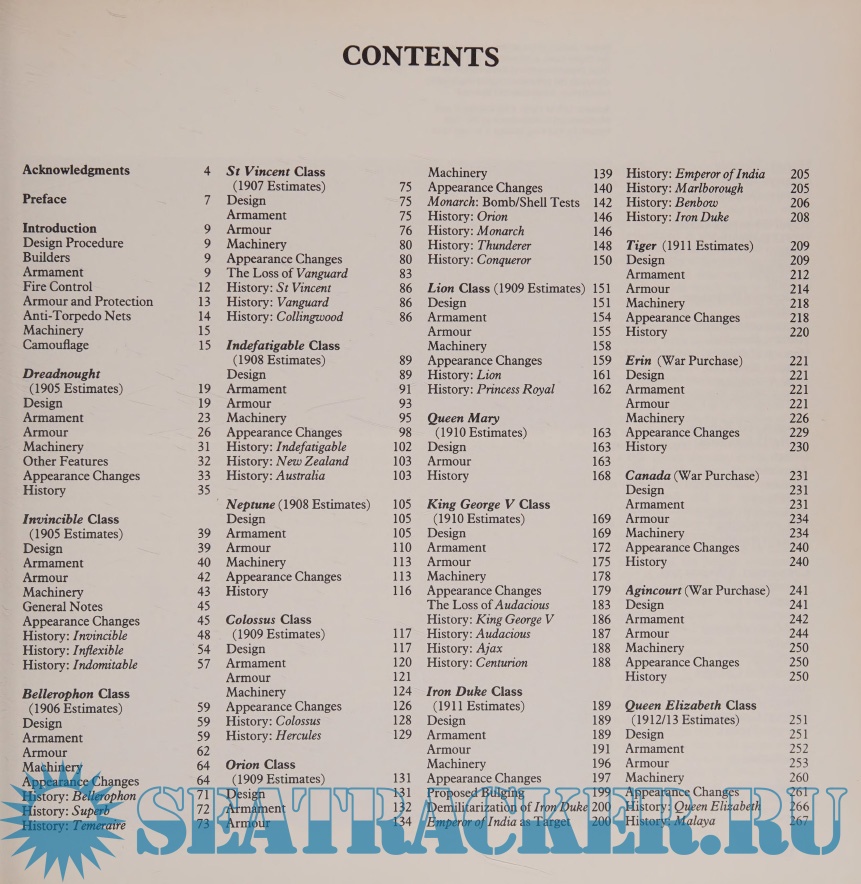 CONTENTS
Acknowledgments 4
Preface 7
Introduction 9
Design Procedure 9
Builders 9
Armament 9
Fire Control 12
Armour and Protection 13
Anti-Torpedo Nets 14
Machinery 15
Camouflage 15
Dreadnought
(1905 Estimates) 19
Design 19
Armament 23
Armour 26
Machinery 31
Other Features 32
Appearance Changes 33
History 35
Invincible Class
(1905 Estimates) 39
Design 39
Armament 40
Armour 42
Machinery 43
General Notes 45
Appearance Changes 45
History: Invincible 48
History: Inflexible 54
History: Indomitable 57
Bellerophon Class
(1906 Estimates) 59
Design 59
Armament 59
Armour 62
Machinery 64
Appearance Changes 64
History: Bellerophon 71
History: Superb 72
History: Temeraire 73
St Vincent Class
(1907 Estimates) 75
Design 75
Armament 75
Armour 76
Machinery 80
Appearance Changes 80
The Loss of Vanguard 83
History: St Vincent 86
History: Vanguard 86
History: Collingwood 86
Indefatigable Class
(1908 Estimates) 89
Design 89
Armament 91
Armour 93
Machinery 95
Appearance Changes 98
History: Indefatigable 102
History: New Zealand 103
History: Australia 103
Neptune (1908 Estimates) 105
Design 105
Armament 105
Armour 110
Machinery 113
Appearance Changes 113
History 116
Colossus Class
(1909 Estimates) 117
Design 117
Armament 120
Armour 121
Machinery 124
Appearance Changes 126
History: Colossus 128
History: Hercules 129
Orion Class
(1909 Estimates) 131
Design 131
Armament 132
Armour 134
Machinery 139
Appearance Changes 140
Monarch: Bomb/Shell Tests 142
History: Orion 146
History: Monarch 146
History: Thunderer 148
History: Conqueror 150
Lion Class (1909 Estimates) 151
Design 151
Armament 154
Armour 155
Machinery 158
Appearance Changes 159
History: Lion 161
History: Princess Royal 162
Queen Mary
(1910 Estimates) 163
Design 163
Armour 163
History 168
King George V Class
(1910 Estimates) 169
Design 169
Armament 172
Armour 175
Machinery 178
Appearance Changes 179
The Loss of Audacious 183
History: King George V 186
History: Audacious 187
History: Ajax 188
History: Centurion 188
Iron Duke Class
(1911 Estimates) 189
Design 189
Armament 189
Armour 191
Machinery 196
Appearance Changes 197
Proposed Bulging 199
Demilitarization of Iron Duke 200
Emperor of India as Target 200
History: Emperor of India 205
History: Marlborough 205
History: Benbow 206
History: Iron Duke 208
Tiger (1911 Estimates) 209
Design 209
Armament 212
Armour 214
Machinery 218
Appearance Changes 218
History 220
Erin (War Purchase) 221
Design 221
Armament 221
Armour 221
Machinery 226
Appearance Changes 229
History 230
Canada (War Purchase) 231
Design 231
Armament 231
Armour 234
Machinery 234
Appearance Changes 240
History 240
Agincourt (War Purchase) 241
Design 241
Armament 242
Armour 244
Machinery 250
Appearance Changes 250
History 250
Queen Elizabeth Class
(1912/13 Estimates) 251
Design 251
Armament 252
Armour 253
Machinery 260
Appearance Changes 261
History: Queen Elizabeth 266
History: Malaya 267
SEATRACKER.RU